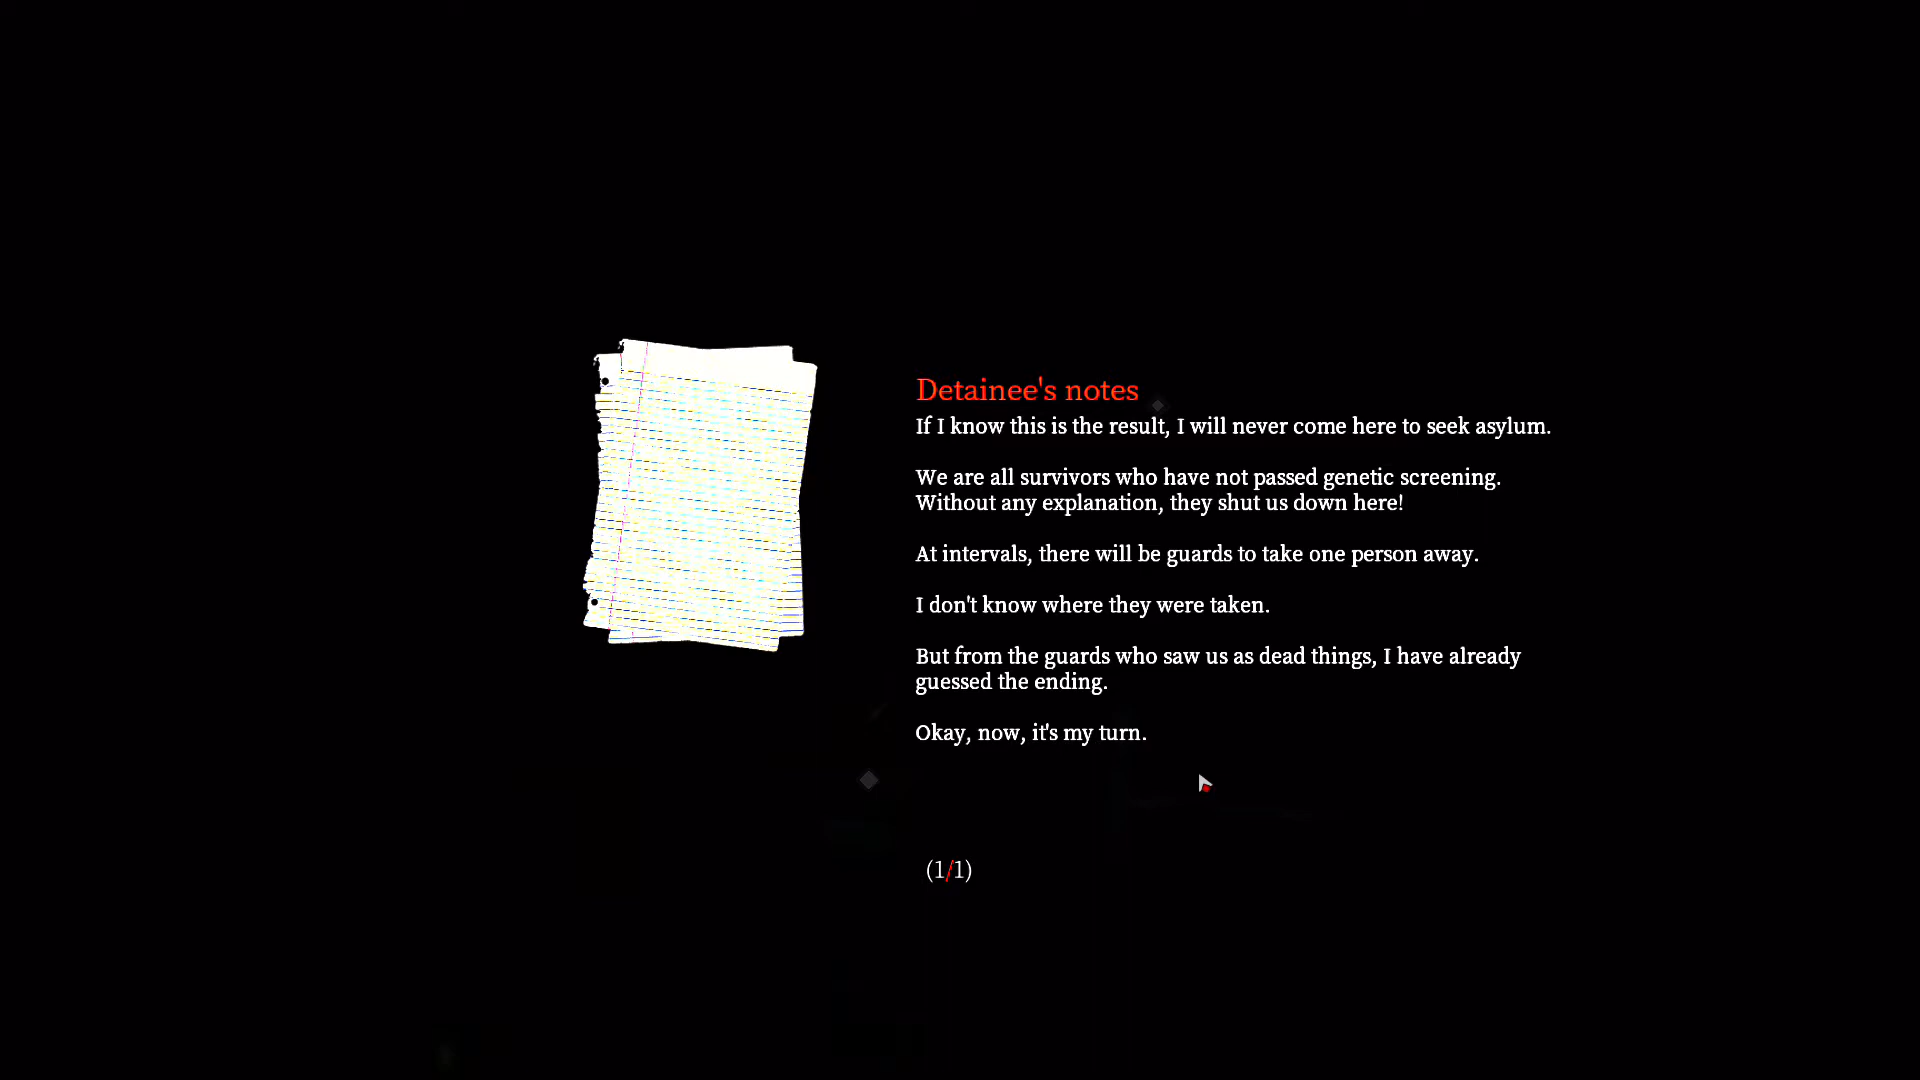 Detainee's notes
If I know this is the result, I will never come here to seek asylum.
We are all survivors who have not passed genetic screening.
Without any explanation, they shut us down here!
At intervals, there will be guards to take one person away.
I don't know where they were taken.
But from the guards who saw us as dead things, I have already
guessed the ending.
Okay, now, it's my turn.
(1/1)